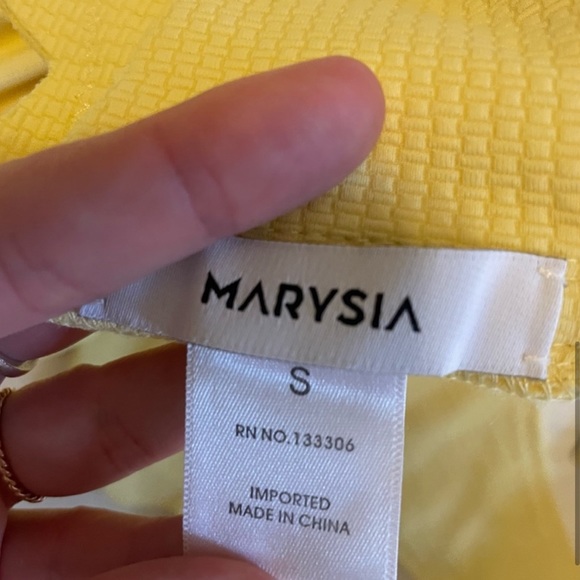 MARYSIA
S
RN NO.133306
IMPORTED
MADE IN CHINA